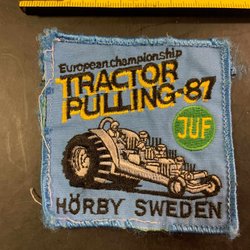 European championship
TRACTOR
PULLING-87
JUF
HÖRBY SWEDEN